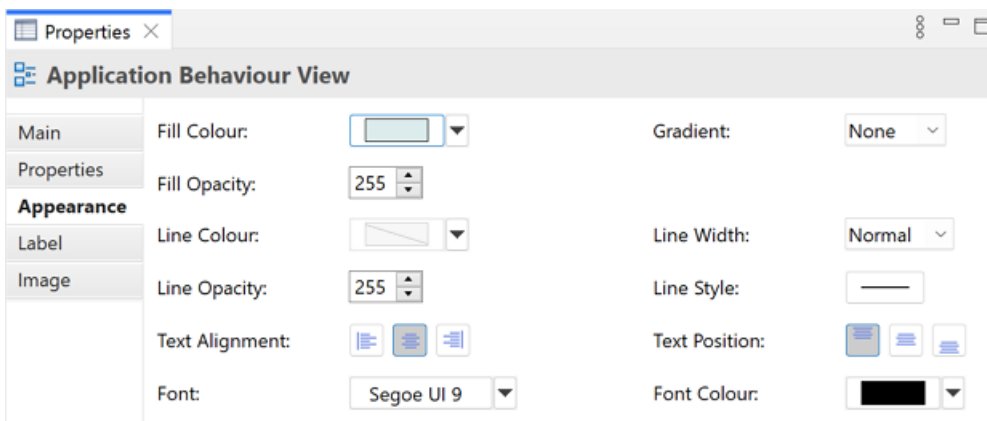 Properties
Application Behaviour View
Main
Properties
Appearance
Label
Image
Fill Colour: Gradient: None
Fill Opacity: 255
Line Colour: Line Width: Normal
Line Opacity: 255 Line Style:
Text Alignment: Text Position:
Font: Segoe UI 9 Font Colour: